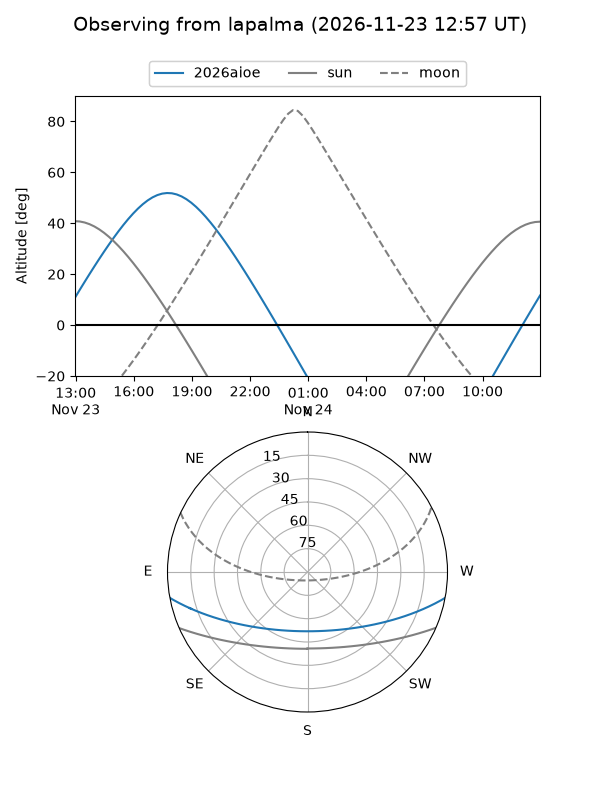 Observing from lapalma (2026-11-23 12:57 UT)
2026aioe sun moon
Altitude [deg]
80
60
40
20
0
−20
13:00 16:00 19:00 22:00 01:00 04:00 07:00 10:00
Nov 23 Nov 24
N
NE NW
15
30
45
60
75
E W
SE SW
S